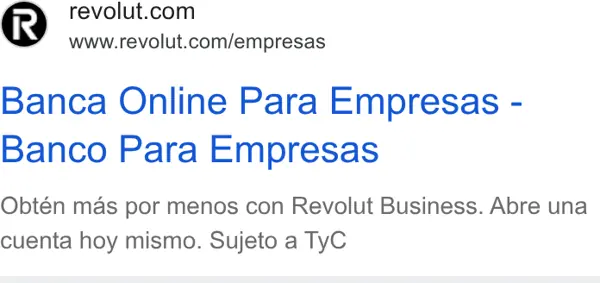 R
revolut.com
www.revolut.com/empresas
Banca Online Para Empresas -
Banco Para Empresas
Obtén más por menos con Revolut Business. Abre una
cuenta hoy mismo. Sujeto a TyC